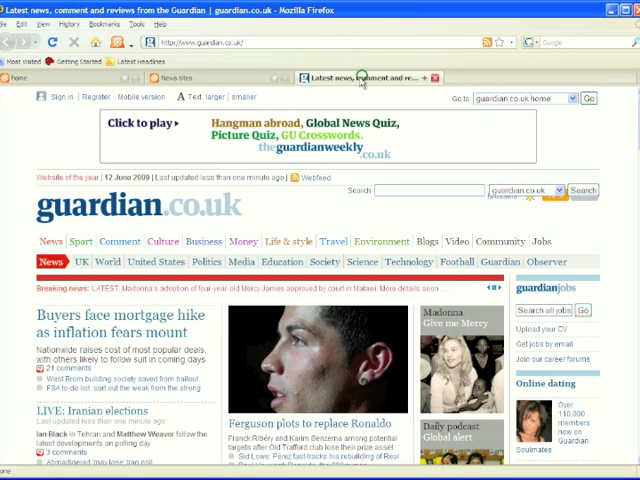 Latest news, comment and reviews from the Guardian | guardian.co.uk - Mozilla Firefox
Edit View History Bookmarks Tools Help
http://www.guardian.co.uk/
Google
Most Visited Getting Started Latest Headlines
home
News sites
Latest news, comment and re...
Sign in | Register | Mobile version | A Text larger | smaller
Go to: guardian.co.uk home Go
Click to play
Hangman abroad, Global News Quiz,
Picture Quiz, GU Crosswords.
theguardianweekly
.co.uk
Website of the year | 12 June 2009 | Last updated less than one minute ago | Webfeed
Search: guardian.co.uk Search
guardian.co.uk
News Sport Comment Culture Business Money Life & style Travel Environment Blogs Video Community Jobs
News UK World United States Politics Media Education Society Science Technology Football Guardian Observer
Breaking news: LATEST: Madonna's adoption of four-year-old Mercy James approved by court in Malawi. More details soon. . . .
guardianjobs
Search all jobs Go
Upload your CV
Get jobs by email
Join our career forums
Online dating
Over
110,000
members
now on
Guardian
Soulmates
Buyers face mortgage hike
as inflation fears mount
Nationwide raises cost of most popular deals,
with others likely to follow suit in coming days
21 comments
West Brom building society saved from bailout
FSA to do-list: sort out the weak from the strong
LIVE: Iranian elections
Last updated less than one minute ago
Ian Black in Tehran and Matthew Weaver follow the
latest developments on polling day
3 comments
Ahmadinejad 'may lose' Iran poll
Ferguson plots to replace Ronaldo
Franck Ribéry and Karim Benzema among potential
targets after Old Trafford club lose their prize asset
Sid Lowe: Pérez fast-tracks his rebuilding of Real
Madonna
Give me Mercy
Daily podcast
Global alert